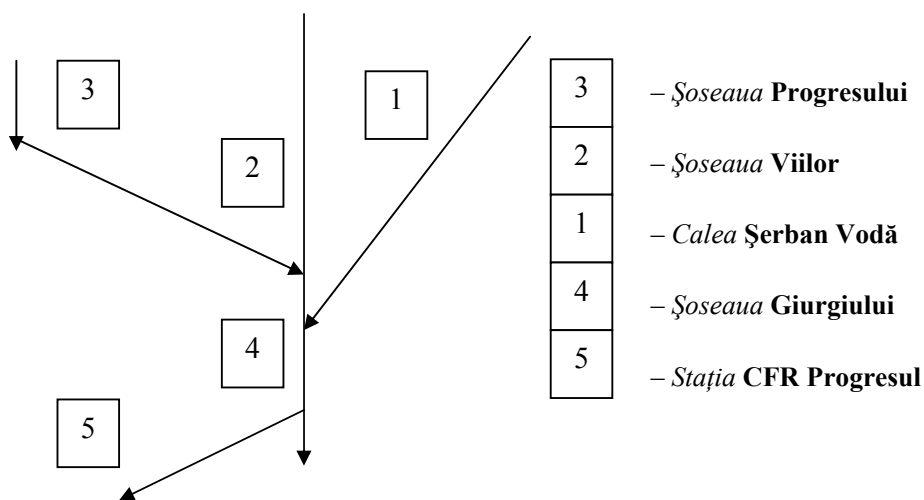 3
1
2
4
5
3 – Şoseaua Progresului
2 – Şoseaua Viilor
1 – Calea Şerban Vodă
4 – Şoseaua Giurgiului
5 – Staţia CFR Progresul